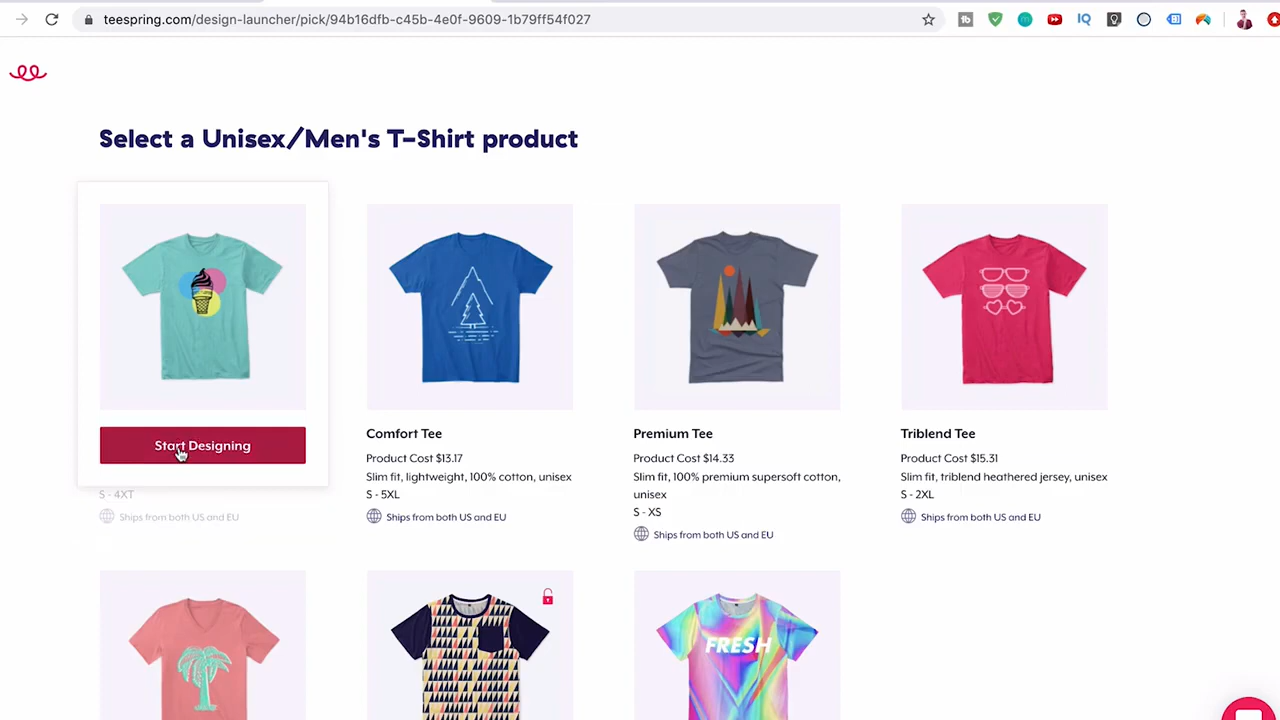 teespring.com/design-launcher/pick/94b16dfb-c45b-4e0f-9609-1b79ff54f027
Select a Unisex/Men's T-Shirt product
Start Designing
S - 4XT
Ships from both US and EU
Comfort Tee
Product Cost $13.17
Slim fit, lightweight, 100% cotton, unisex
S - 5XL
Ships from both US and EU
Premium Tee
Product Cost $14.33
Slim fit, 100% premium supersoft cotton,
unisex
S - XS
Ships from both US and EU
Triblend Tee
Product Cost $15.31
Slim fit, triblend heathered jersey, unisex
S - 2XL
Ships from both US and EU
FRESH